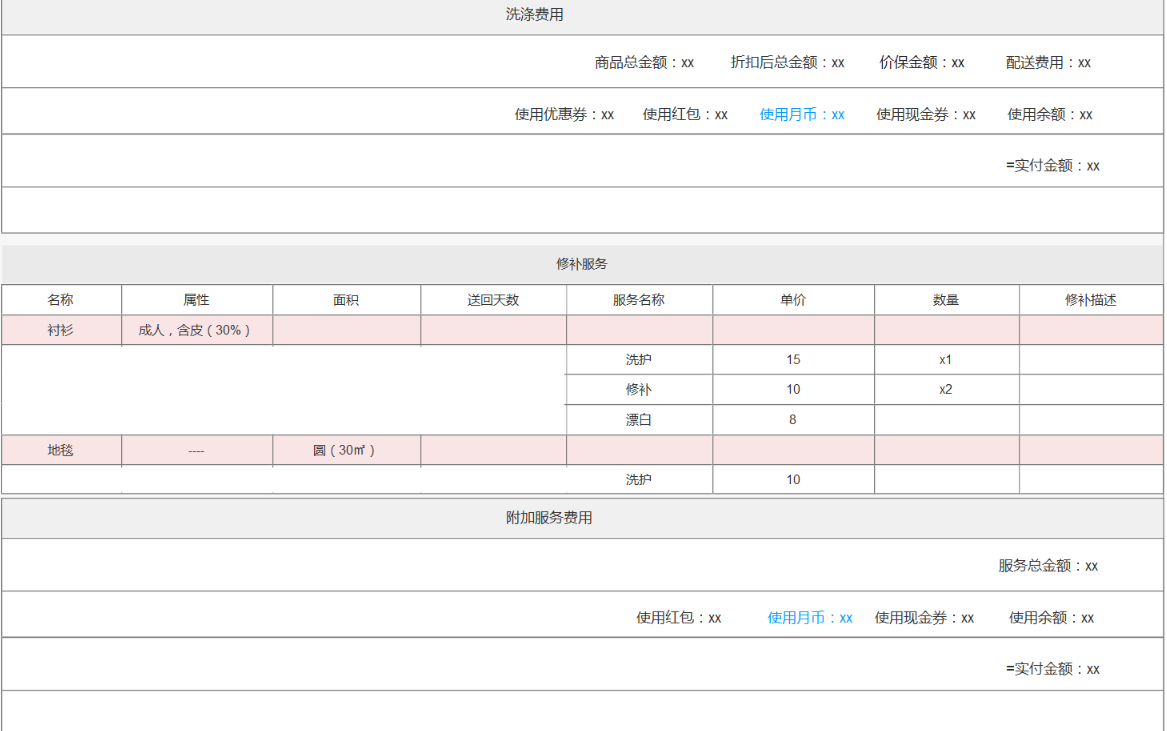 洗涤费用
商品总金额：xx 折扣后总金额：xx 价保金额：xx 配送费用：xx
使用优惠券：xx 使用红包：xx 使用月币：xx 使用现金券：xx 使用余额：xx
=实付金额：xx
修补服务
名称 属性 面积 送回天数 服务名称 单价 数量 修补描述
衬衫 成人，含皮（30%）
洗护 15 x1
修补 10 x2
漂白 8
地毯 ---- 圆（30㎡）
洗护 10
附加服务费用
服务总金额：xx
使用红包：xx 使用月币：xx 使用现金券：xx 使用余额：xx
=实付金额：xx